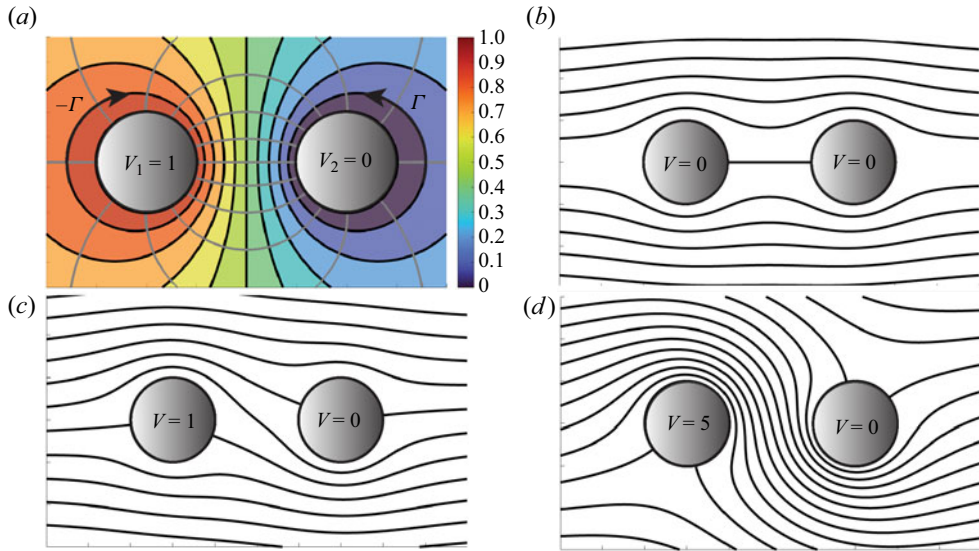 (a)
−Γ
Γ
V1 = 1
V2 = 0
1.0
0.9
0.8
0.7
0.6
0.5
0.4
0.3
0.2
0.1
0
(b)
V = 0
V = 0
(c)
V = 1
V = 0
(d)
V = 5
V = 0